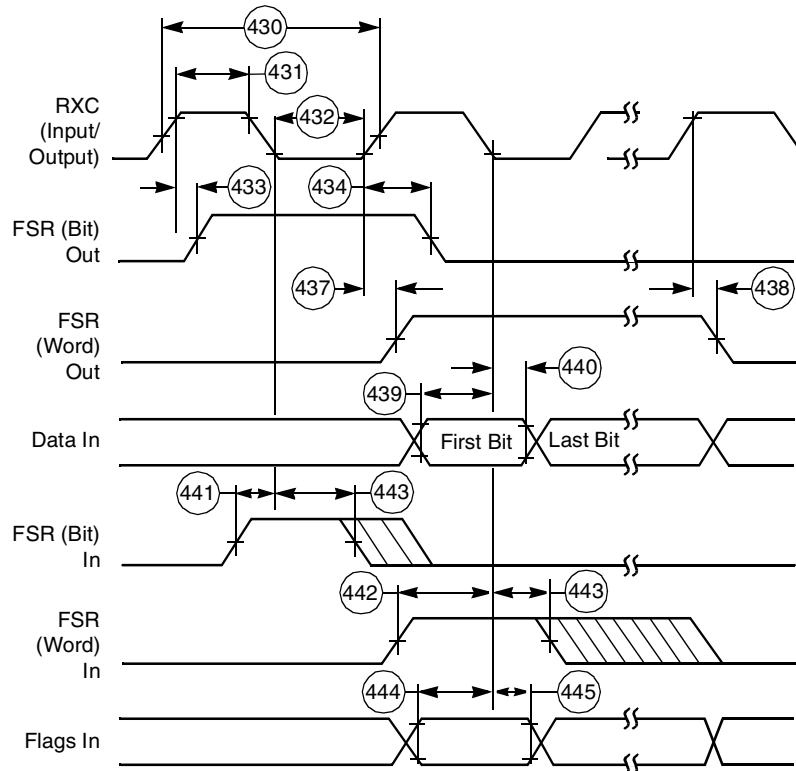 430
431
RXC
(Input/
Output)
432
433
434
FSR (Bit)
Out
437
438
FSR
(Word)
Out
439
440
Data In
First Bit
Last Bit
441
443
FSR (Bit)
In
442
443
FSR
(Word)
In
444
445
Flags In